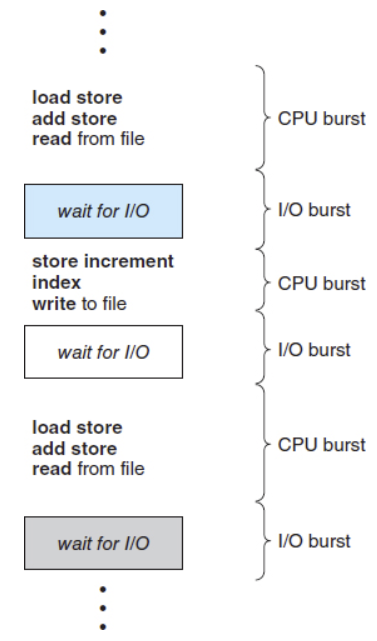 load store
add store
read from file
CPU burst
wait for I/O
I/O burst
store increment
index
write to file
CPU burst
wait for I/O
I/O burst
load store
add store
read from file
CPU burst
wait for I/O
I/O burst